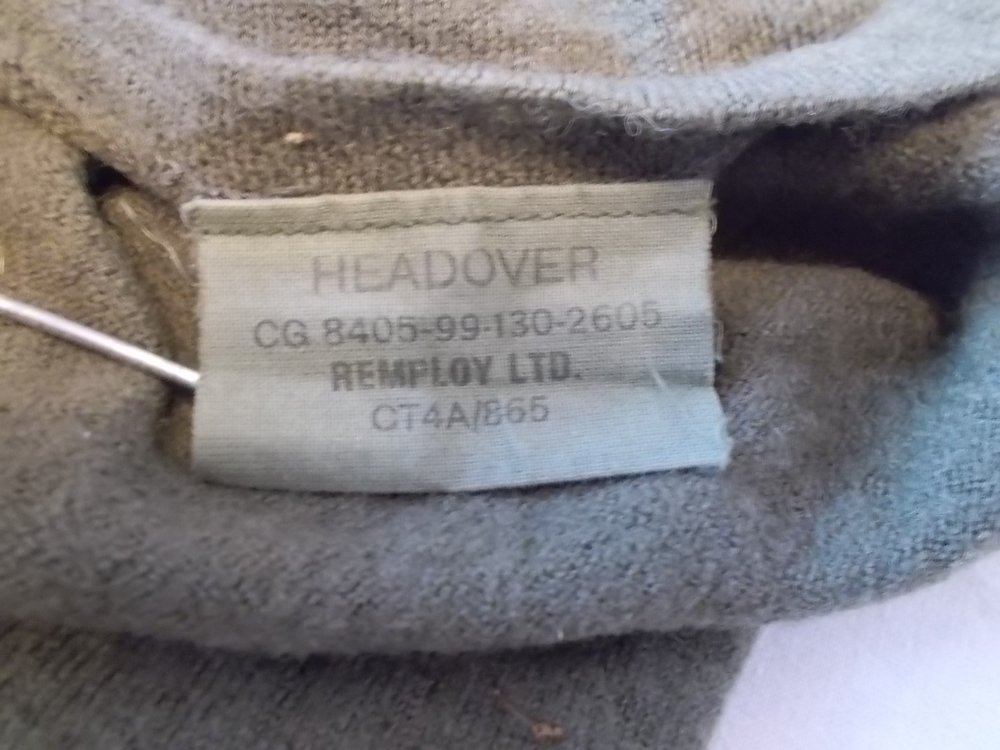 HEADOVER
CG 8405-99-130-2605
REMPLOY LTD.
CT4A/865